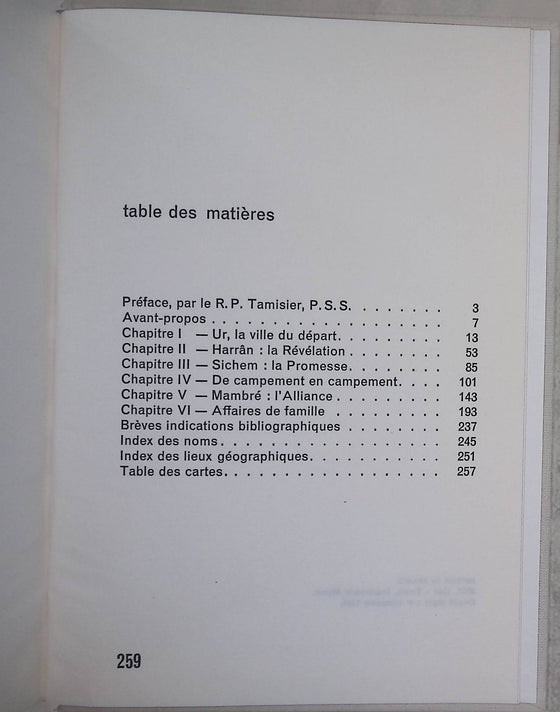 table des matières
Préface, par le R. P. Tamisier, P. S. S. . . . . . . . 3
Avant-propos . . . . . . . . . . . . . . . . . . 7
Chapitre I — Ur, la ville du départ. . . . . . . . . 13
Chapitre II — Harrân : la Révélation . . . . . . . . 53
Chapitre III — Sichem : la Promesse. . . . . . . . 85
Chapitre IV — De campement en campement. . . . 101
Chapitre V — Mambré : l'Alliance . . . . . . . . . 143
Chapitre VI — Affaires de famille . . . . . . . . . 193
Brèves indications bibliographiques . . . . . . . . 237
Index des noms . . . . . . . . . . . . . . . . . 245
Index des lieux géographiques. . . . . . . . . . . 251
Table des cartes. . . . . . . . . . . . . . . . . 257
259